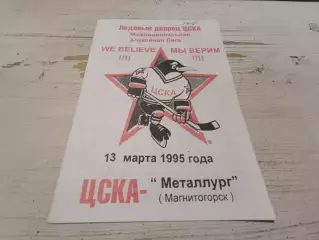 Ледовый дворец ЦСКА
Межнациональная
Хоккейная Лига
WE BELIEVE МЫ ВЕРИМ
!!!! !!!!
ЦСКА
®
13 марта 1995 года
ЦСКА- "Металлург"
(Магнитогорск)